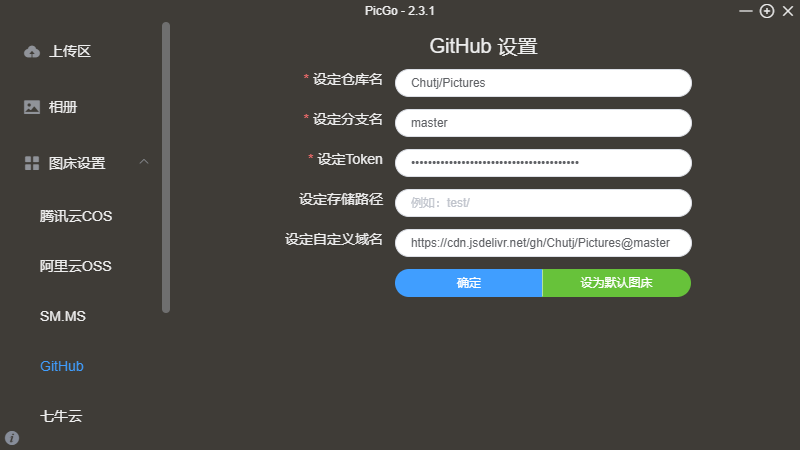 PicGo - 2.3.1
上传区
相册
图床设置
腾讯云COS
阿里云OSS
SM.MS
GitHub
七牛云
GitHub 设置
* 设定仓库名 Chutj/Pictures
* 设定分支名 master
* 设定Token ••••••••••••••••••••••••••••••••••••••••
设定存储路径 例如：test/
设定自定义域名 https://cdn.jsdelivr.net/gh/Chutj/Pictures@master
确定 设为默认图床